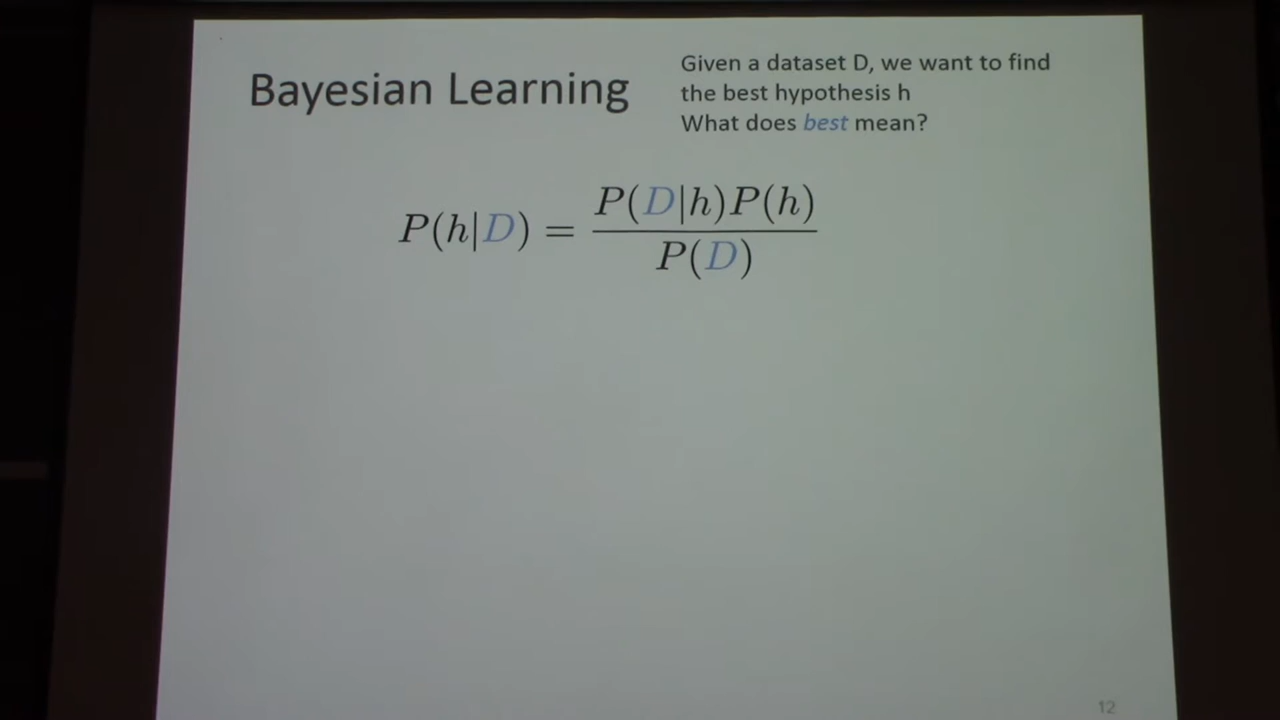 Bayesian Learning
Given a dataset D, we want to find
the best hypothesis h
What does best mean?
P(h|D) = P(D|h)P(h) / P(D)
12